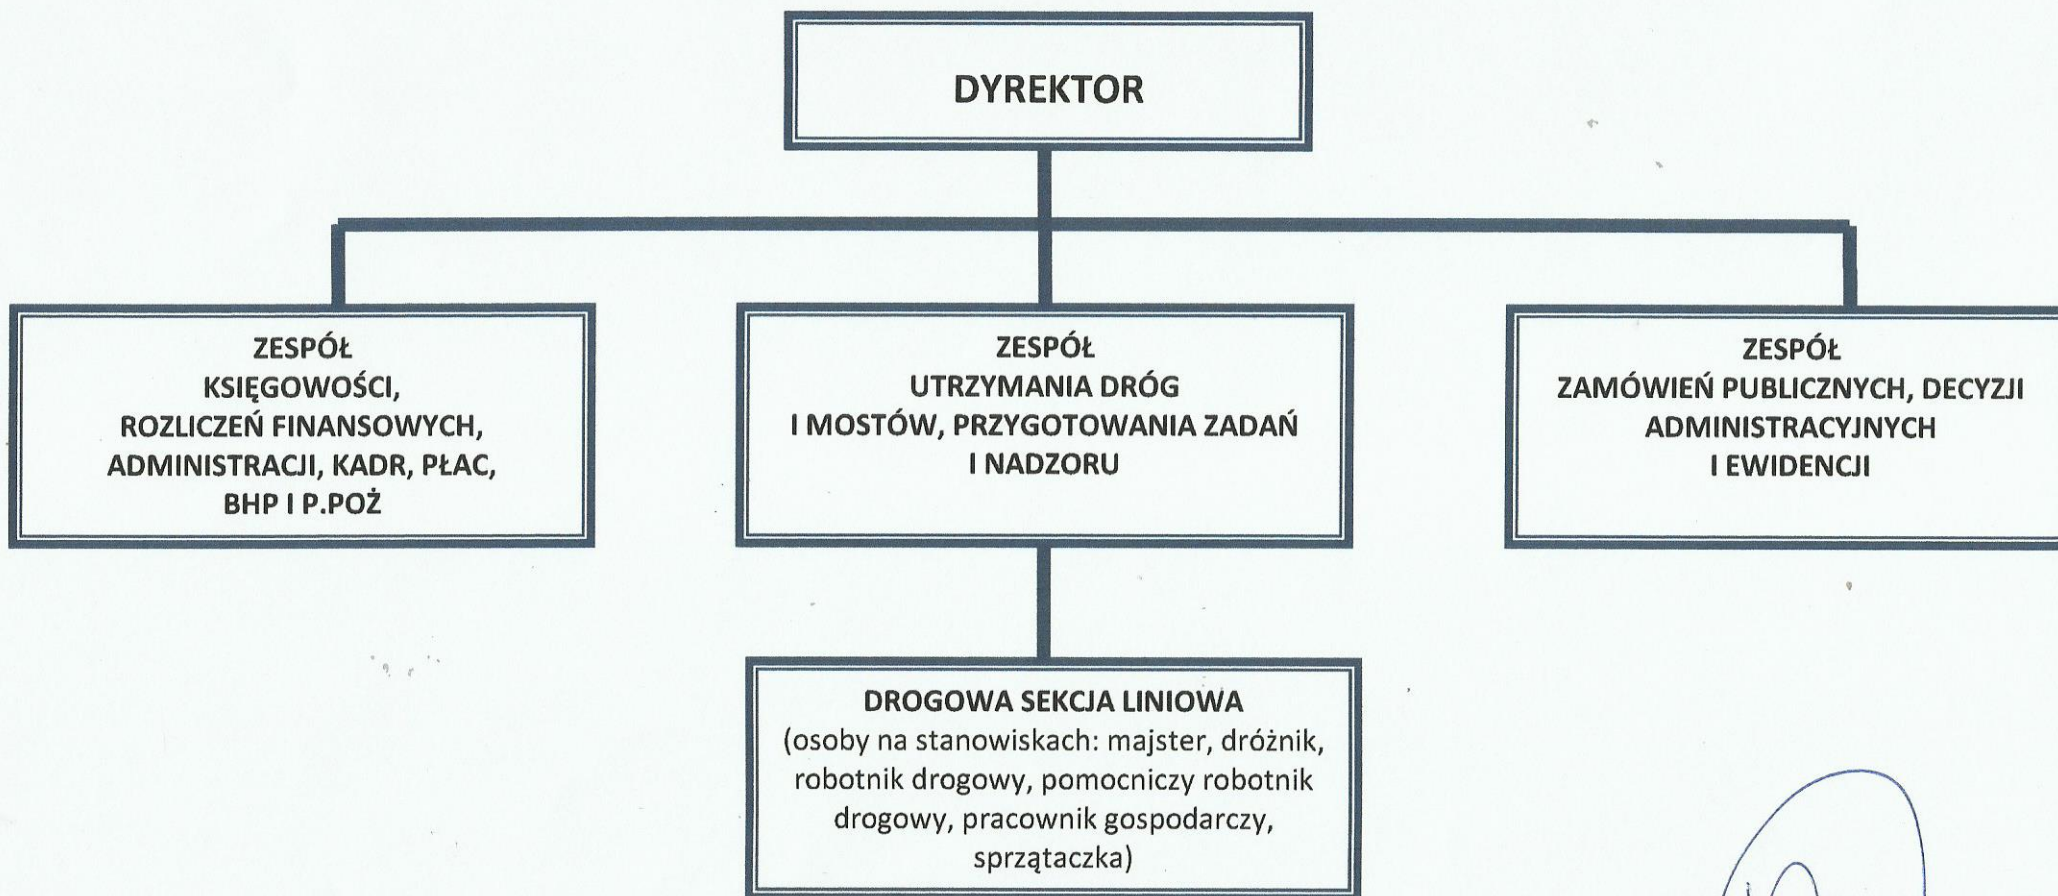 DYREKTOR
ZESPÓŁ
KSIĘGOWOŚCI,
ROZLICZEŃ FINANSOWYCH,
ADMINISTRACJI, KADR, PŁAC,
BHP I P.POŻ
ZESPÓŁ
UTRZYMANIA DRÓG
I MOSTÓW, PRZYGOTOWANIA ZADAŃ
I NADZORU
ZESPÓŁ
ZAMÓWIEŃ PUBLICZNYCH, DECYZJI
ADMINISTRACYJNYCH
I EWIDENCJI
DROGOWA SEKCJA LINIOWA
(osoby na stanowiskach: majster, dróżnik,
robotnik drogowy, pomocniczy robotnik
drogowy, pracownik gospodarczy,
sprzątaczka)